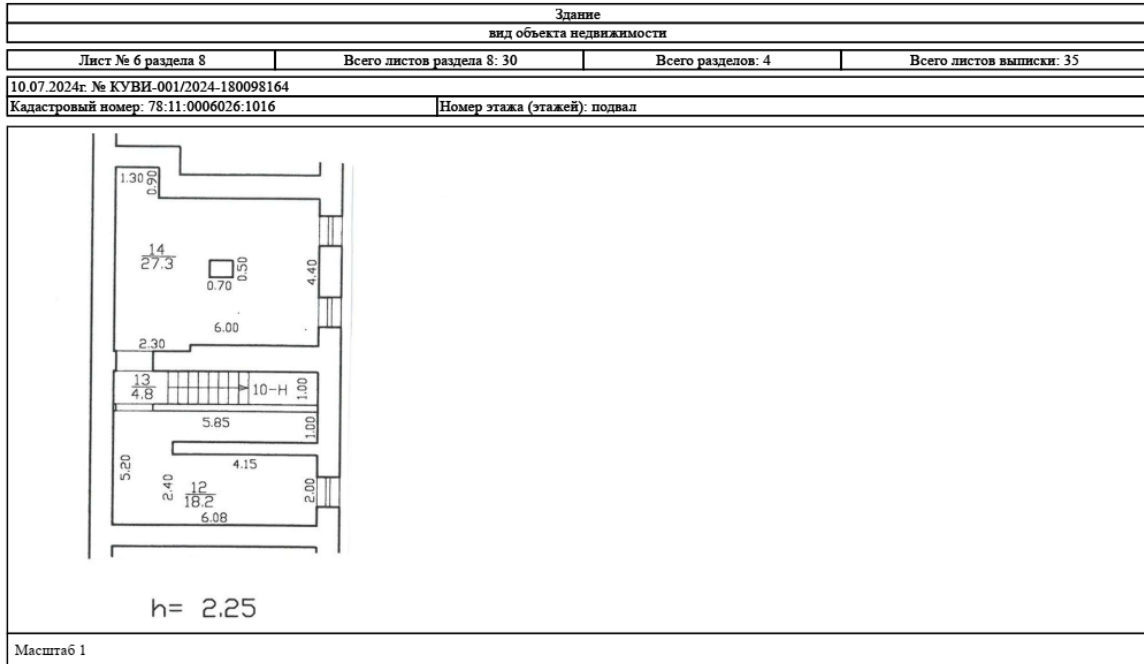 Здание
вид объекта недвижимости
Лист № 6 раздела 8 Всего листов раздела 8: 30 Всего разделов: 4 Всего листов выписки: 35
10.07.2024г. № КУВИ-001/2024-180098164
Кадастровый номер: 78:11:0006026:1016 Номер этажа (этажей): подвал
1.30 0.90
14
27.3
0.50
4.40
0.70
6.00
2.30
13
4.8
10-Н
1.00
5.85
1.00
4.15
5.20
2.40
12
18.2
2.00
6.08
h= 2.25
Масштаб 1